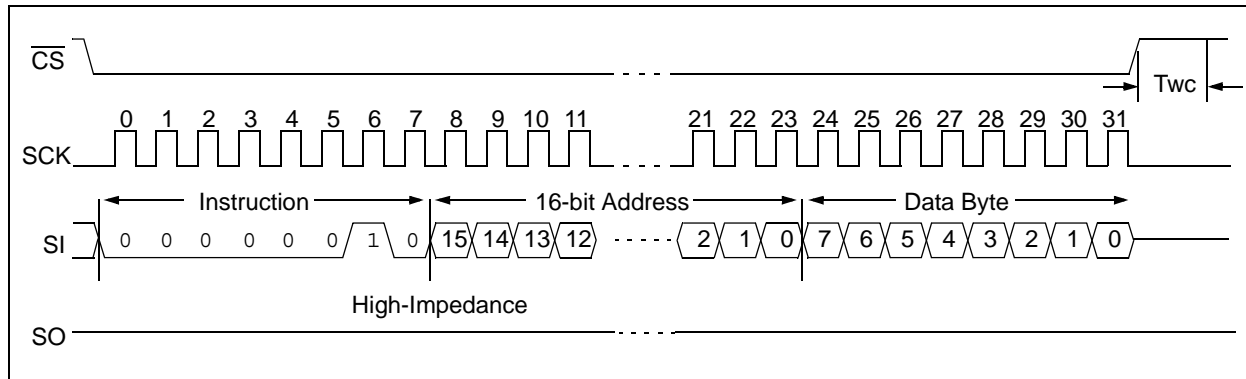 CS
Twc
0 1 2 3 4 5 6 7 8 9 10 11 21 22 23 24 25 26 27 28 29 30 31
SCK
Instruction 16-bit Address Data Byte
SI 0 0 0 0 0 0 1 0 15 14 13 12 2 1 0 7 6 5 4 3 2 1 0
High-Impedance
SO